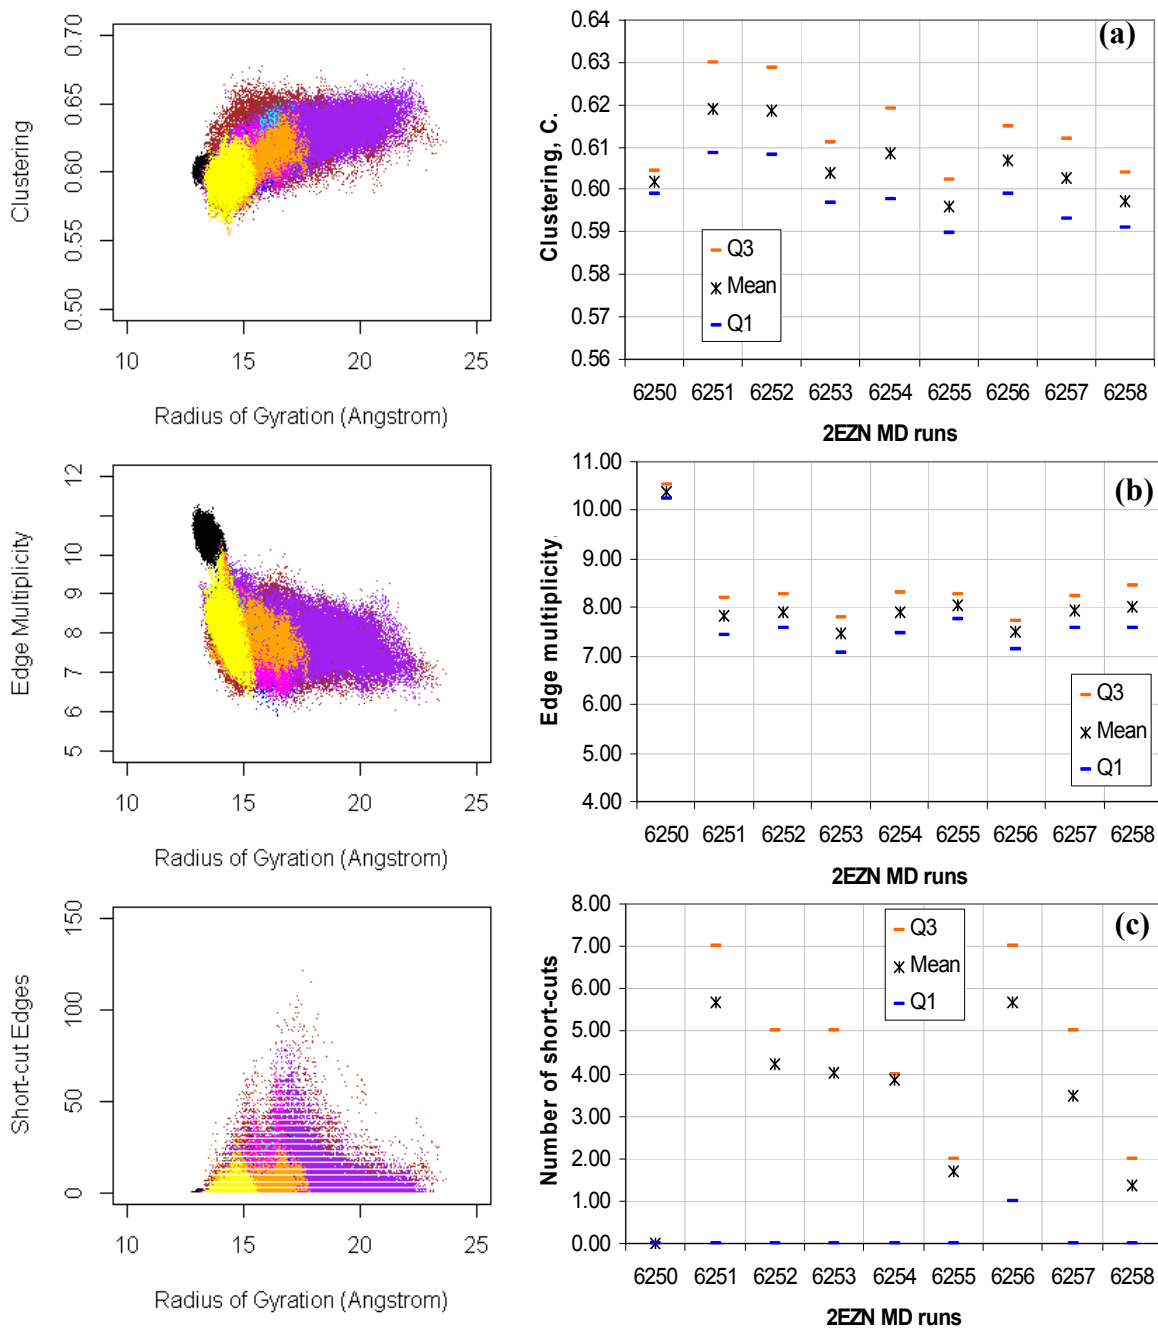 Clustering
0.50 0.55 0.60 0.65 0.70
10 15 20 25
Radius of Gyration (Angstrom)
(a)
Clustering, C.
0.64
0.63
0.62
0.61
0.60
0.59
0.58
0.57
0.56
Q3
Mean
Q1
6250 6251 6252 6253 6254 6255 6256 6257 6258
2EZN MD runs
Edge Multiplicity
5 6 7 8 9 10 12
10 15 20 25
Radius of Gyration (Angstrom)
(b)
Edge multiplicity
11.00
10.00
9.00
8.00
7.00
6.00
5.00
4.00
Q3
Mean
Q1
6250 6251 6252 6253 6254 6255 6256 6257 6258
2EZN MD runs
Short-cut Edges
0 50 100 150
10 15 20 25
Radius of Gyration (Angstrom)
(c)
Number of short-cuts
8.00
7.00
6.00
5.00
4.00
3.00
2.00
1.00
0.00
Q3
Mean
Q1
6250 6251 6252 6253 6254 6255 6256 6257 6258
2EZN MD runs